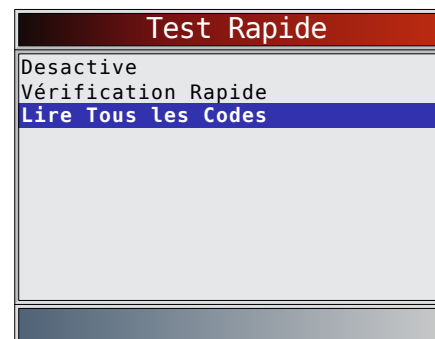 Test Rapide
Desactive
Vérification Rapide
Lire Tous les Codes